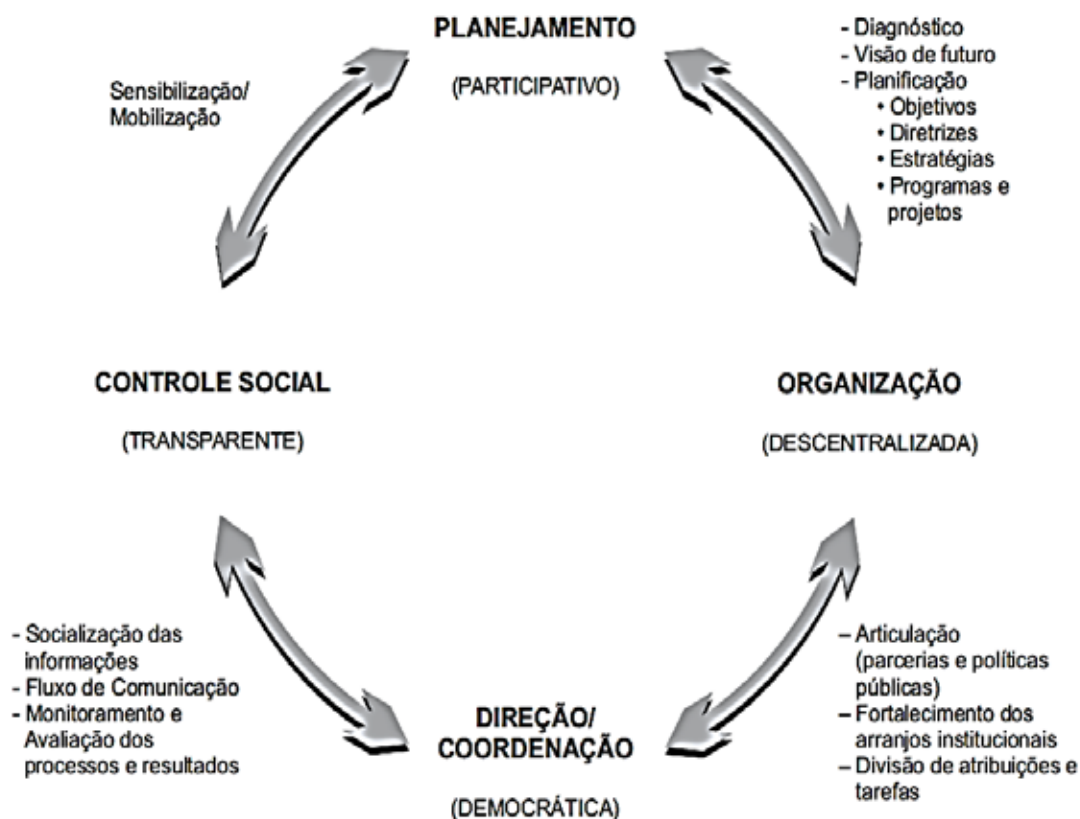 PLANEJAMENTO
(PARTICIPATIVO)
- Diagnóstico
- Visão de futuro
- Planificação
• Objetivos
• Diretrizes
• Estratégias
• Programas e
projetos
Sensibilização/
Mobilização
CONTROLE SOCIAL
(TRANSPARENTE)
ORGANIZAÇÃO
(DESCENTRALIZADA)
- Socialização das
informações
- Fluxo de Comunicação
- Monitoramento e
Avaliação dos
processos e resultados
DIREÇÃO/
COORDENAÇÃO
(DEMOCRÁTICA)
– Articulação
(parcerias e políticas
públicas)
– Fortalecimento dos
arranjos institucionais
– Divisão de atribuições e
tarefas